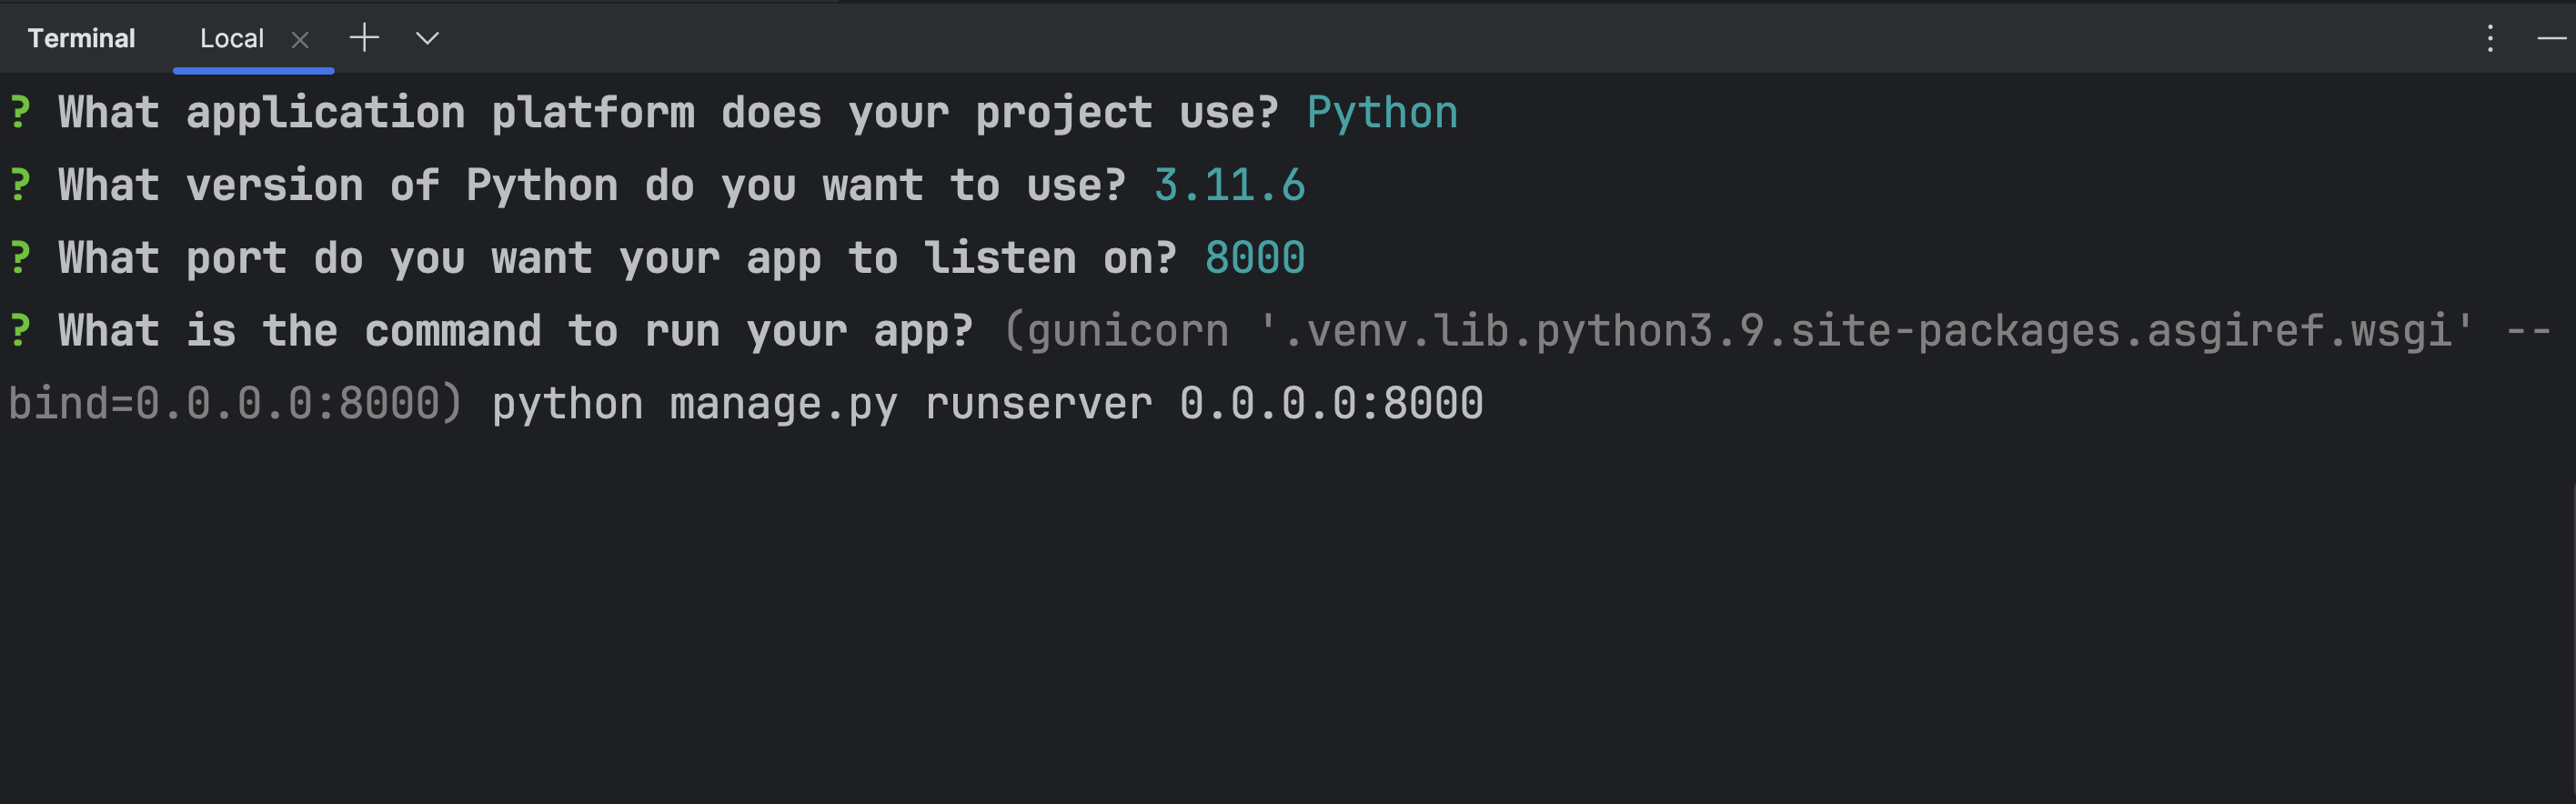 Terminal Local
? What application platform does your project use? Python
? What version of Python do you want to use? 3.11.6
? What port do you want your app to listen on? 8000
? What is the command to run your app? (gunicorn '.venv.lib.python3.9.site-packages.asgiref.wsgi' --
bind=0.0.0.0:8000) python manage.py runserver 0.0.0.0:8000